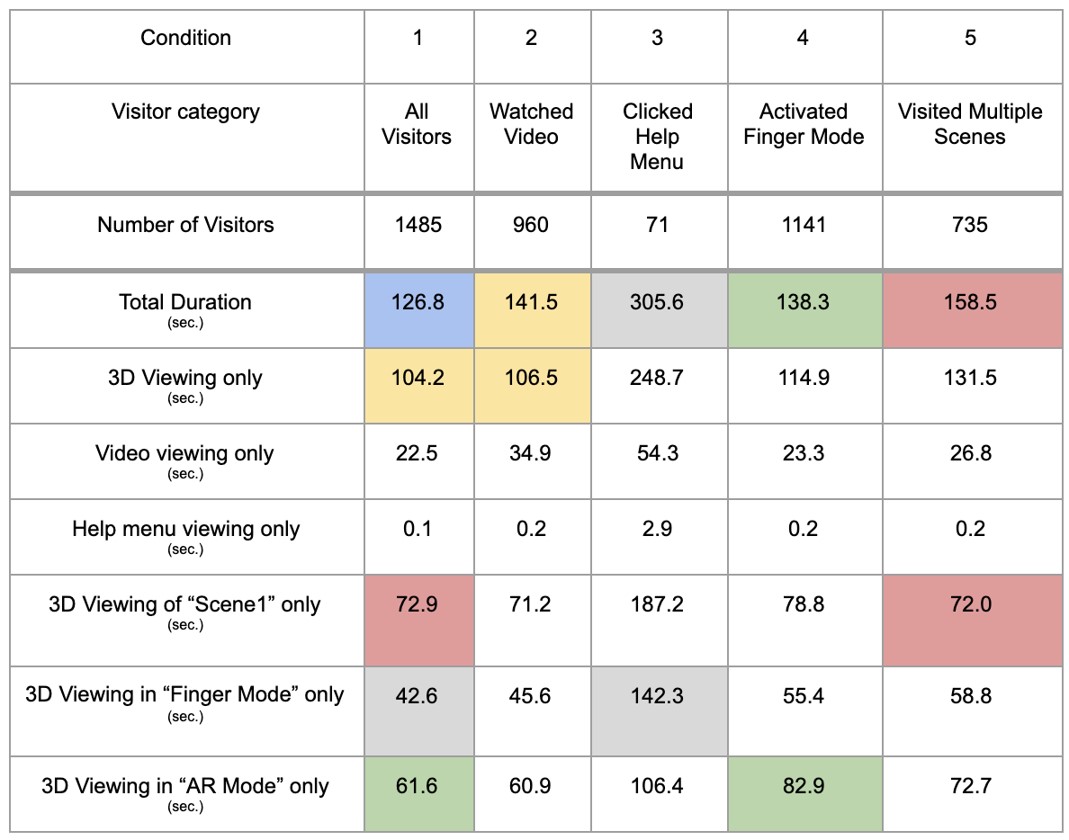 Condition 1 2 3 4 5
Visitor category All Visitors Watched Video Clicked Help Menu Activated Finger Mode Visited Multiple Scenes
Number of Visitors 1485 960 71 1141 735
Total Duration (sec.) 126.8 141.5 305.6 138.3 158.5
3D Viewing only (sec.) 104.2 106.5 248.7 114.9 131.5
Video viewing only (sec.) 22.5 34.9 54.3 23.3 26.8
Help menu viewing only (sec.) 0.1 0.2 2.9 0.2 0.2
3D Viewing of “Scene1” only (sec.) 72.9 71.2 187.2 78.8 72.0
3D Viewing in “Finger Mode” only (sec.) 42.6 45.6 142.3 55.4 58.8
3D Viewing in “AR Mode” only (sec.) 61.6 60.9 106.4 82.9 72.7